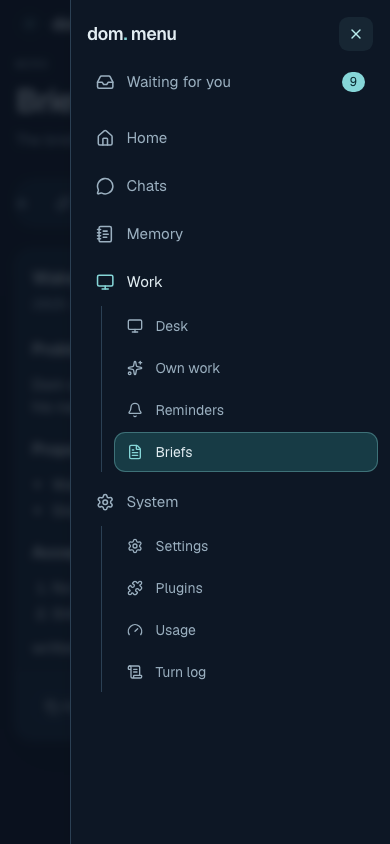 dom. menu
Waiting for you 9
Home
Chats
Memory
Work
Desk
Own work
Reminders
Briefs
System
Settings
Plugins
Usage
Turn log